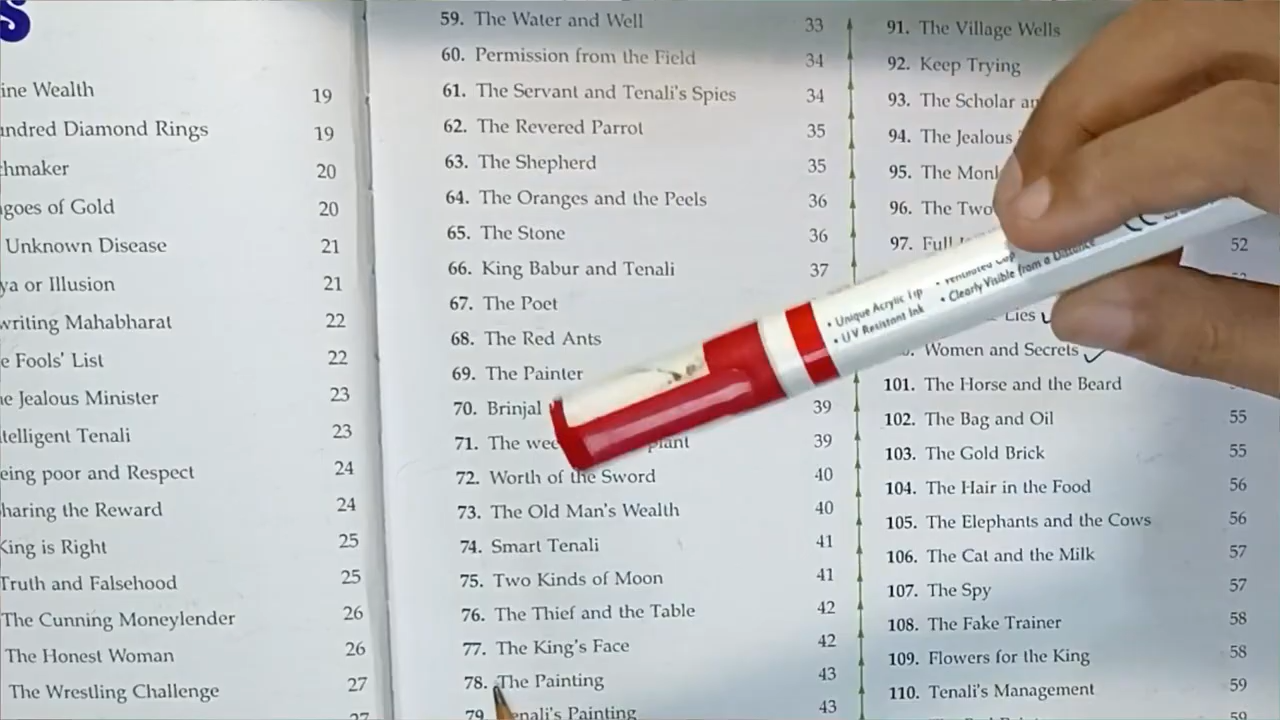 S
ine Wealth 19
undred Diamond Rings 19
chmaker 20
ngoes of Gold 20
Unknown Disease 21
ya or Illusion 21
writing Mahabharat 22
e Fools' List 22
he Jealous Minister 23
ntelligent Tenali 23
eing poor and Respect 24
haring the Reward 24
King is Right 25
Truth and Falsehood 25
The Cunning Moneylender 26
The Honest Woman 26
The Wrestling Challenge 27
59. The Water and Well 33
60. Permission from the Field 34
61. The Servant and Tenali's Spies 34
62. The Revered Parrot 35
63. The Shepherd 35
64. The Oranges and the Peels 36
65. The Stone 36
66. King Babur and Tenali 37
67. The Poet
68. The Red Ants
69. The Painter
70. Brinjal 39
71. The plant 39
72. Worth of the Sword 40
73. The Old Man's Wealth 40
74. Smart Tenali 41
75. Two Kinds of Moon 41
76. The Thief and the Table 42
77. The King's Face 42
78. The Painting 43
79 enali's Painting 43
91. The Village Wells
92. Keep Trying
93. The Scholar
94. The Jealous
95. The
96. The Two
97. Full 52
Lies
Women and Secrets
101. The Horse and the Beard
102. The Bag and Oil 55
103. The Gold Brick 55
104. The Hair in the Food 56
105. The Elephants and the Cows 56
106. The Cat and the Milk 57
107. The Spy 57
108. The Fake Trainer 58
109. Flowers for the King 58
110. Tenali's Management 59
59
• Unique Acrylic Tip
• UV Resistant Ink
• Ventilated Cap
• Clearly Visible from a Distance
CE